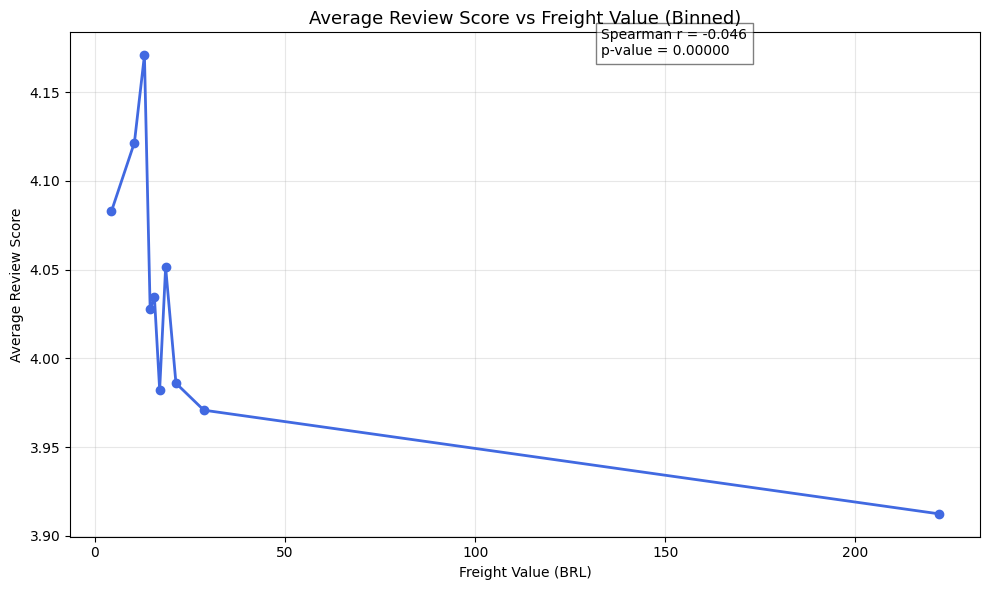 Average Review Score vs Freight Value (Binned)
Spearman r = -0.046
p-value = 0.00000
Average Review Score
4.15
4.10
4.05
4.00
3.95
3.90
0 50 100 150 200
Freight Value (BRL)